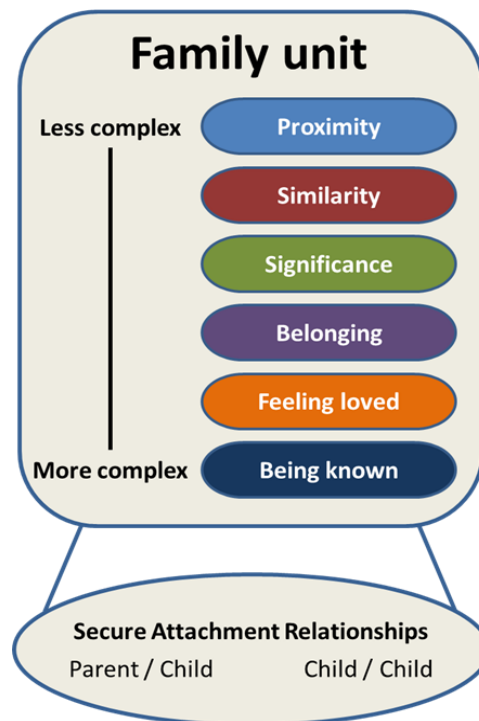 Family unit
Less complex
Proximity
Similarity
Significance
Belonging
Feeling loved
More complex
Being known
Secure Attachment Relationships
Parent / Child
Child / Child